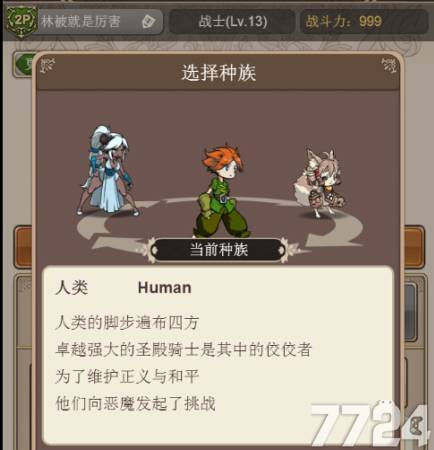 2P 林被就是厉害 战士(Lv.13) 战斗力：999
选择种族
当前种族
人类 Human
人类的脚步遍布四方
卓越强大的圣殿骑士是其中的佼佼者
为了维护正义与和平
他们向恶魔发起了挑战
7724